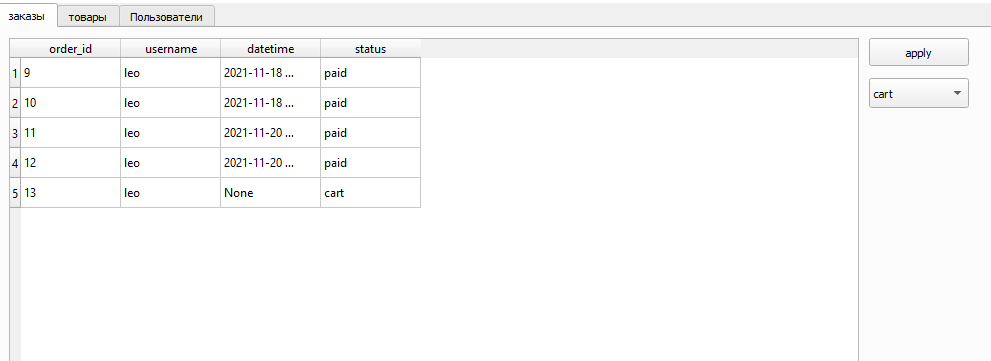 заказы товары Пользователи
order_id username datetime status
1 9 leo 2021-11-18 ... paid
2 10 leo 2021-11-18 ... paid
3 11 leo 2021-11-20 ... paid
4 12 leo 2021-11-20 ... paid
5 13 leo None cart
apply
cart